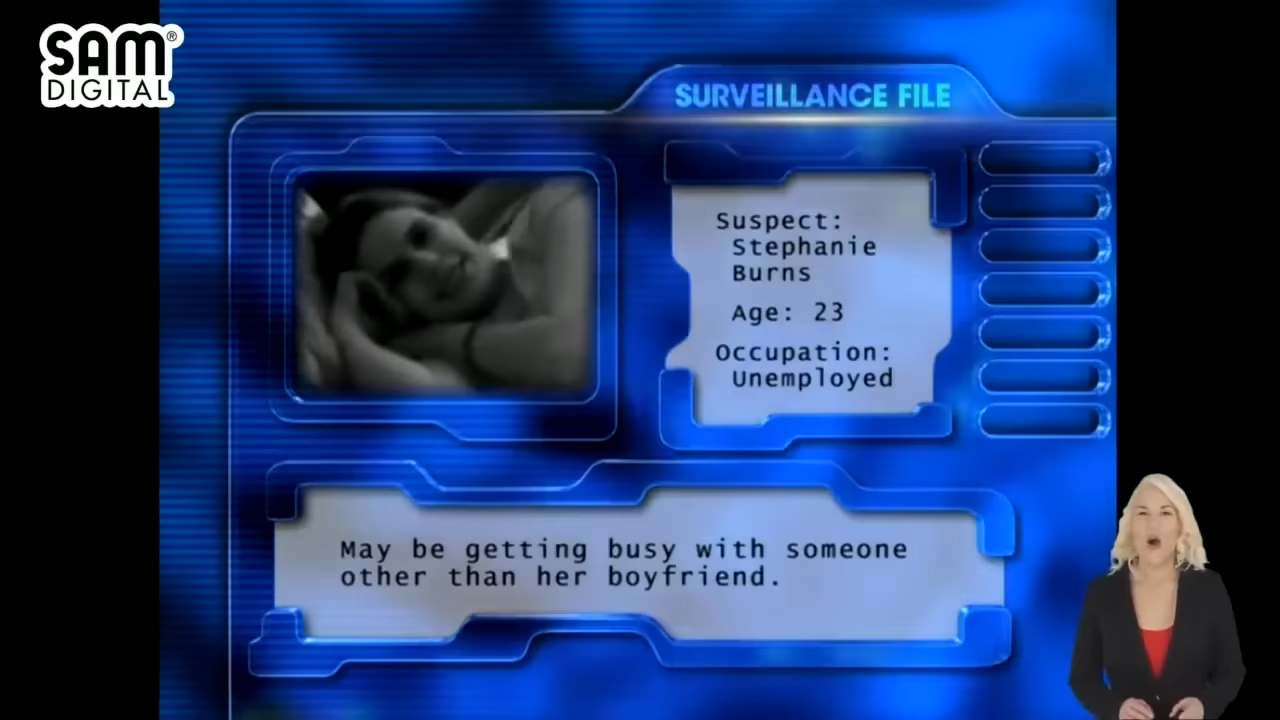 SAM®
DIGITAL
SURVEILLANCE FILE
Suspect:
Stephanie
Burns
Age: 23
Occupation:
Unemployed
May be getting busy with someone
other than her boyfriend.